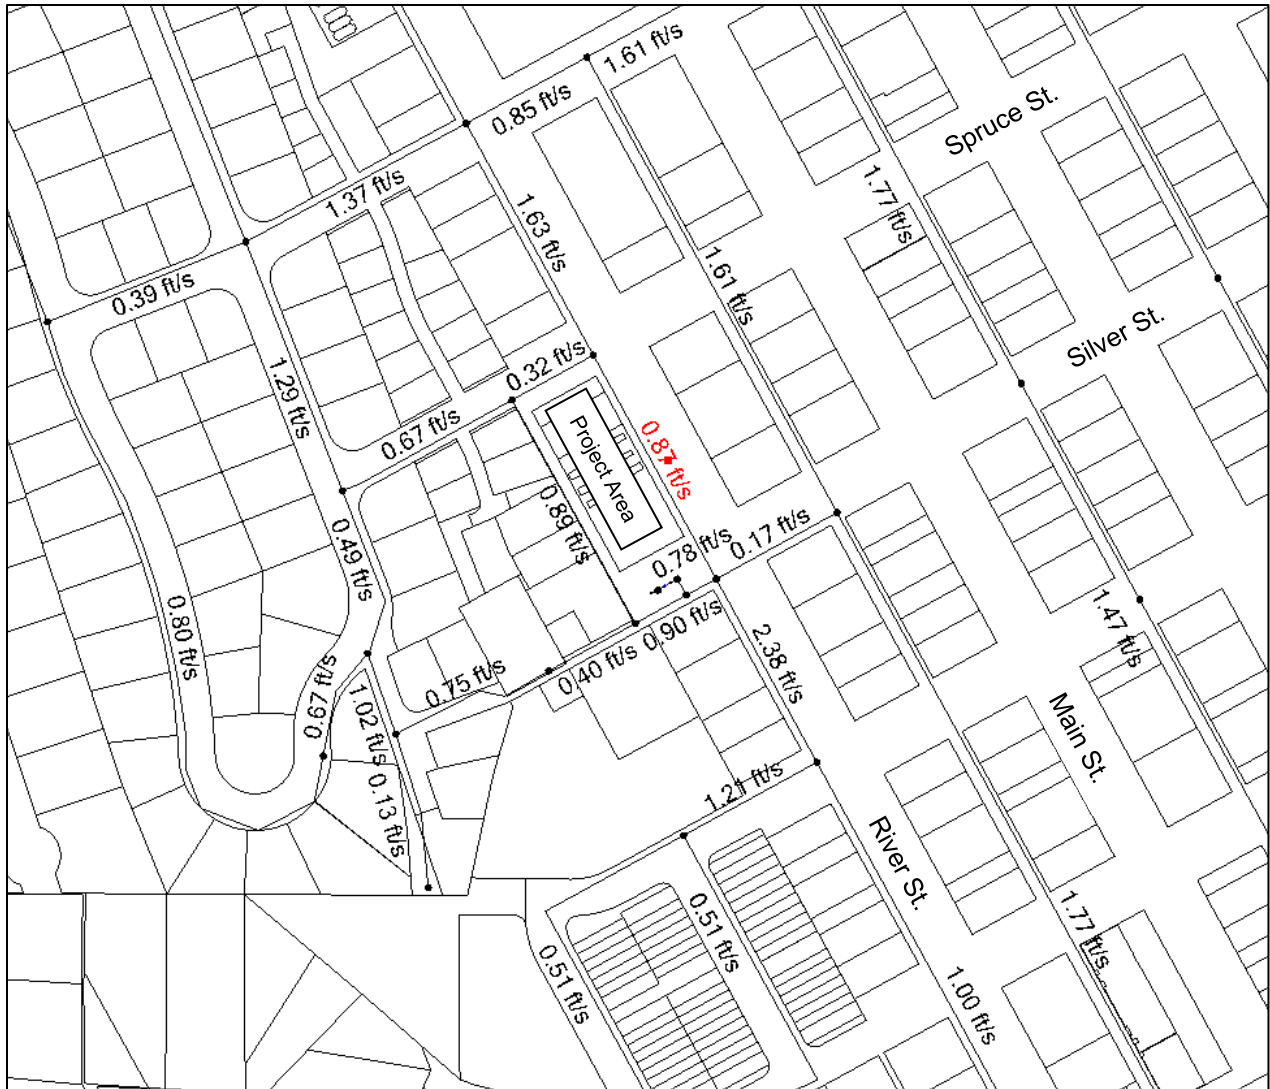 1.61 ft/s
0.85 ft/s
Spruce St.
1.37 ft/s
1.77 ft/s
1.63 ft/s
1.61 ft/s
0.39 ft/s
Silver St.
0.32 ft/s
1.29 ft/s
0.67 ft/s
0.87 ft/s
Project Area
0.89 ft/s
0.49 ft/s
0.78 ft/s
0.17 ft/s
0.80 ft/s
0.90 ft/s
1.47 ft/s
2.38 ft/s
0.40 ft/s
0.75 ft/s
0.67 ft/s
1.02 ft/s
Main St.
1.21 ft/s
0.13 ft/s
River St.
0.51 ft/s
1.77 ft/s
0.51 ft/s
1.00 ft/s